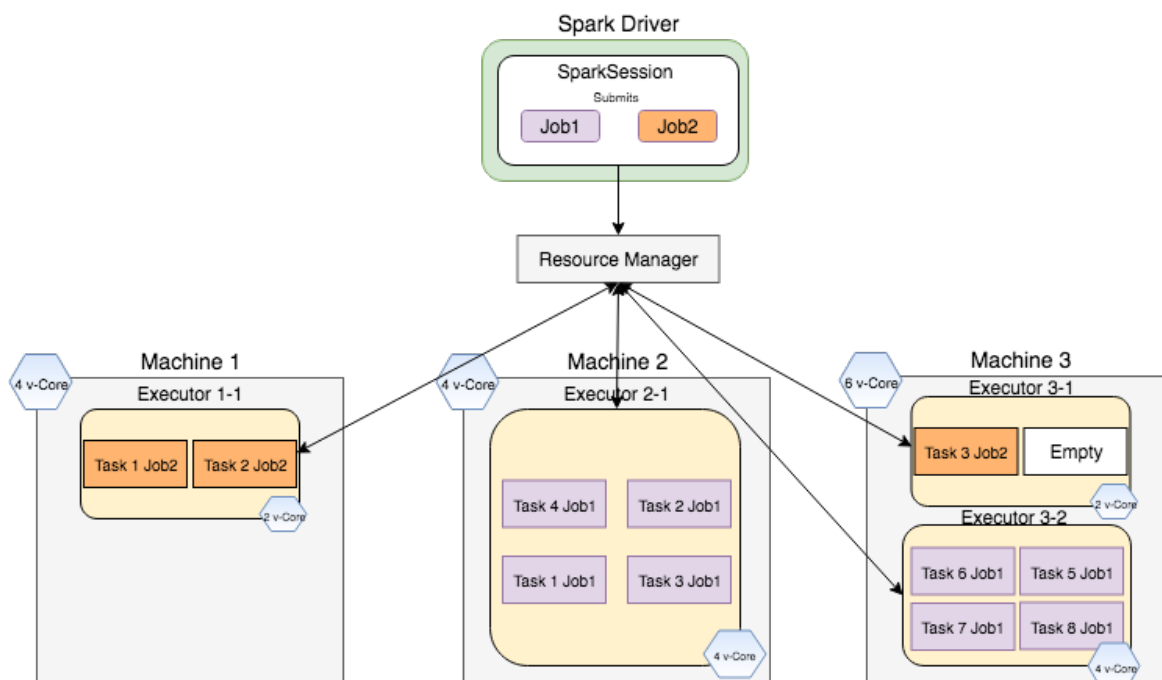 Spark Driver
SparkSession
Submits
Job1
Job2
Resource Manager
Machine 1
4 v-Core
Executor 1-1
Task 1 Job2
Task 2 Job2
2 v-Core
Machine 2
4 v-Core
Executor 2-1
Task 4 Job1
Task 2 Job1
Task 1 Job1
Task 3 Job1
4 v-Core
Machine 3
6 v-Core
Executor 3-1
Task 3 Job2
Empty
2 v-Core
Executor 3-2
Task 6 Job1
Task 5 Job1
Task 7 Job1
Task 8 Job1
4 v-Core